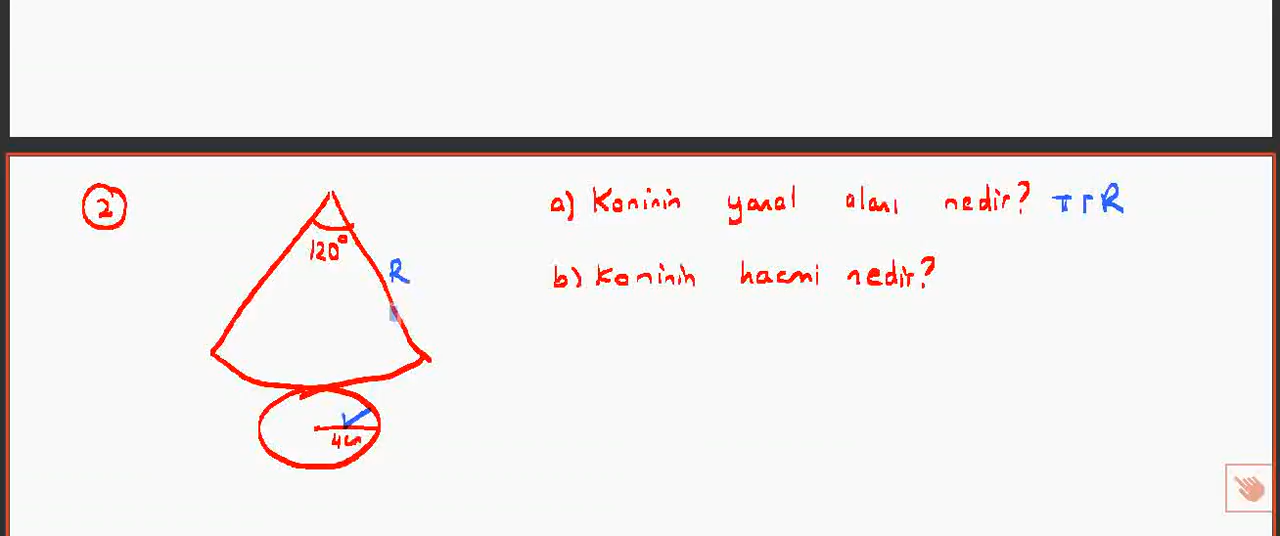 2
a) Koninin yanal alanı nedir? πrR
b) Koninin hacmi nedir?
120°
R
r
4cm